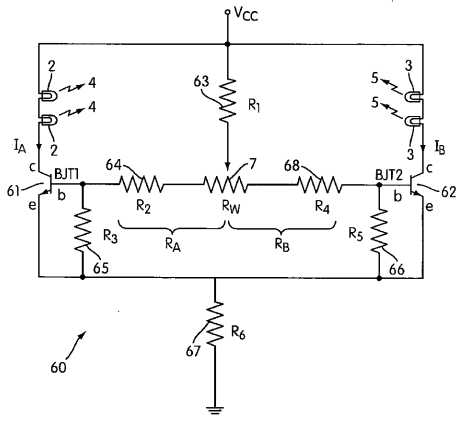 VCC
2 4 63 5 3
R1
2 4 5 3
IA IB
c BJT1 64 7 68 BJT2 c
61 b b 62
e R2 RW R4 e
R3 RA RB R5
65 66
67 R6
60